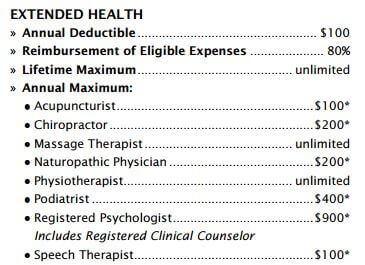 EXTENDED HEALTH
» Annual Deductible.......................................................... $100
» Reimbursement of Eligible Expenses ........................ 80%
» Lifetime Maximum................................................ unlimited
» Annual Maximum:
• Acupuncturist............................................................$100*
• Chiropractor..............................................................$200*
• Massage Therapist.............................................. unlimited
• Naturopathic Physician ..............................................$200*
• Physiotherapist.................................................... unlimited
• Podiatrist ..................................................................$400*
• Registered Psychologist.............................................$900*
Includes Registered Clinical Counselor
• Speech Therapist.......................................................$100*